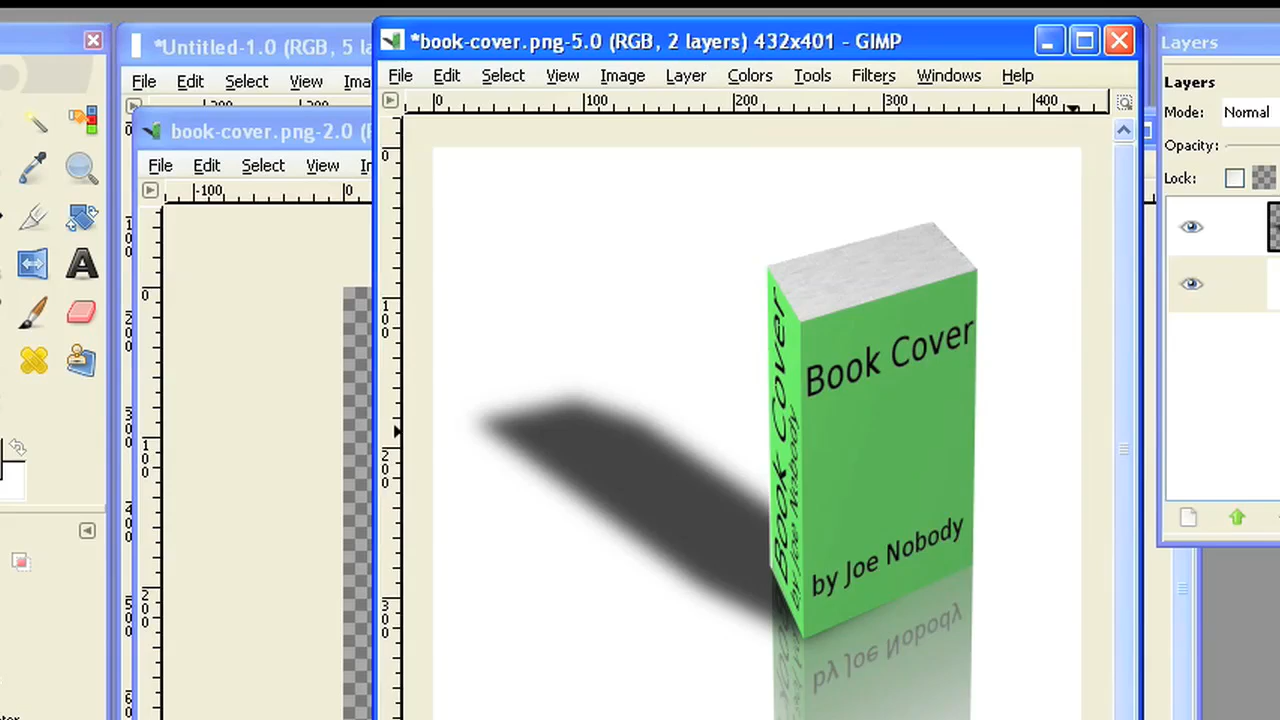 *Untitled-1.0 (RGB, 5 la
File Edit Select View Ima
book-cover.png-2.0 (
File Edit Select View
-100 0
*book-cover.png-5.0 (RGB, 2 layers) 432x401 - GIMP
File Edit Select View Image Layer Colors Tools Filters Windows Help
0 100 200 300 400
Book Cover
by Joe Nobody
Book Cover
by Joe Nobody
by Joe Nobody
Layers
Layers
Mode: Normal
Opacity:
Lock: